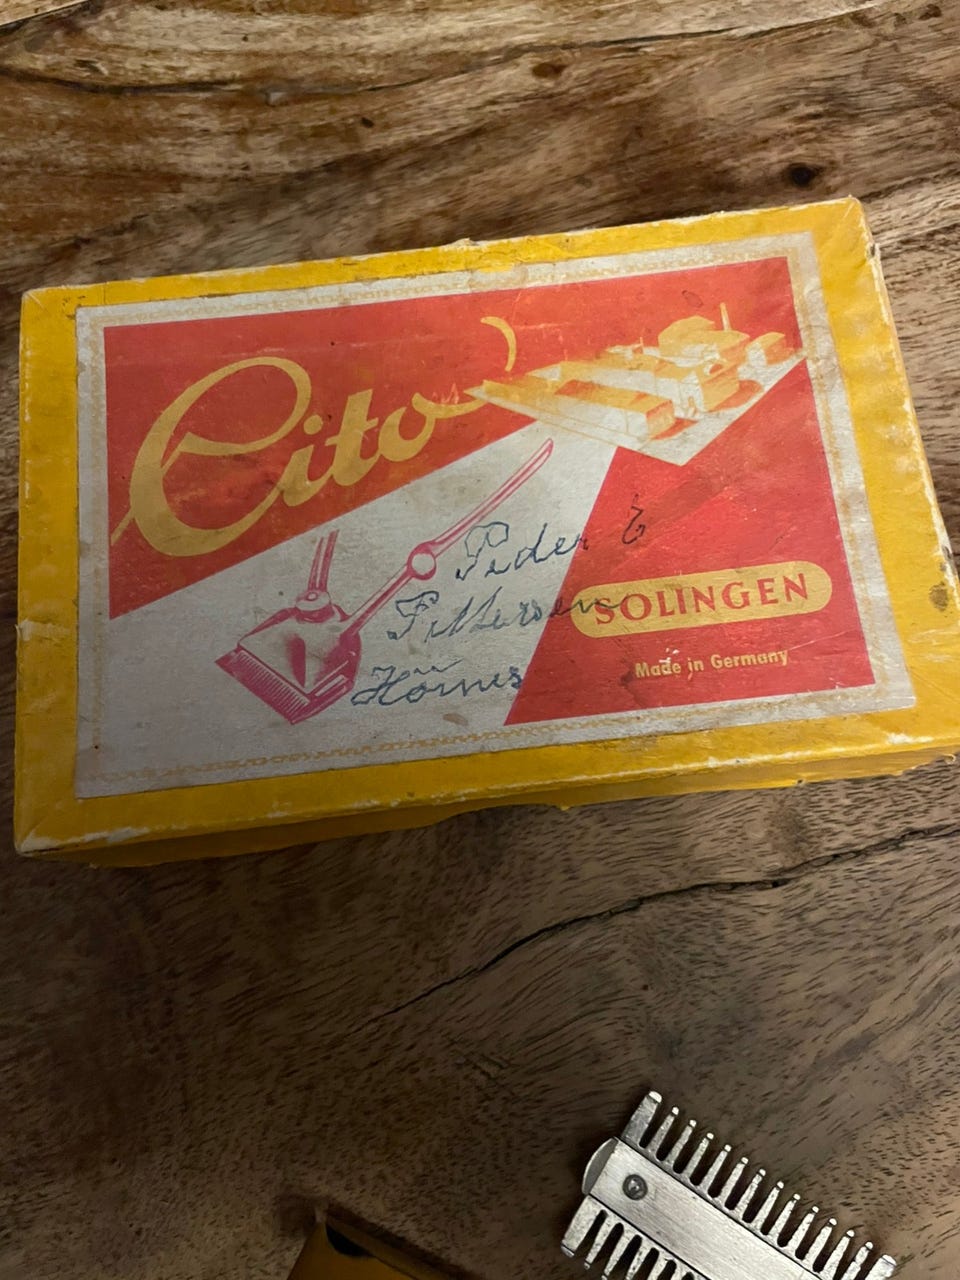 Cito
Peder
SOLINGEN
Made in Germany